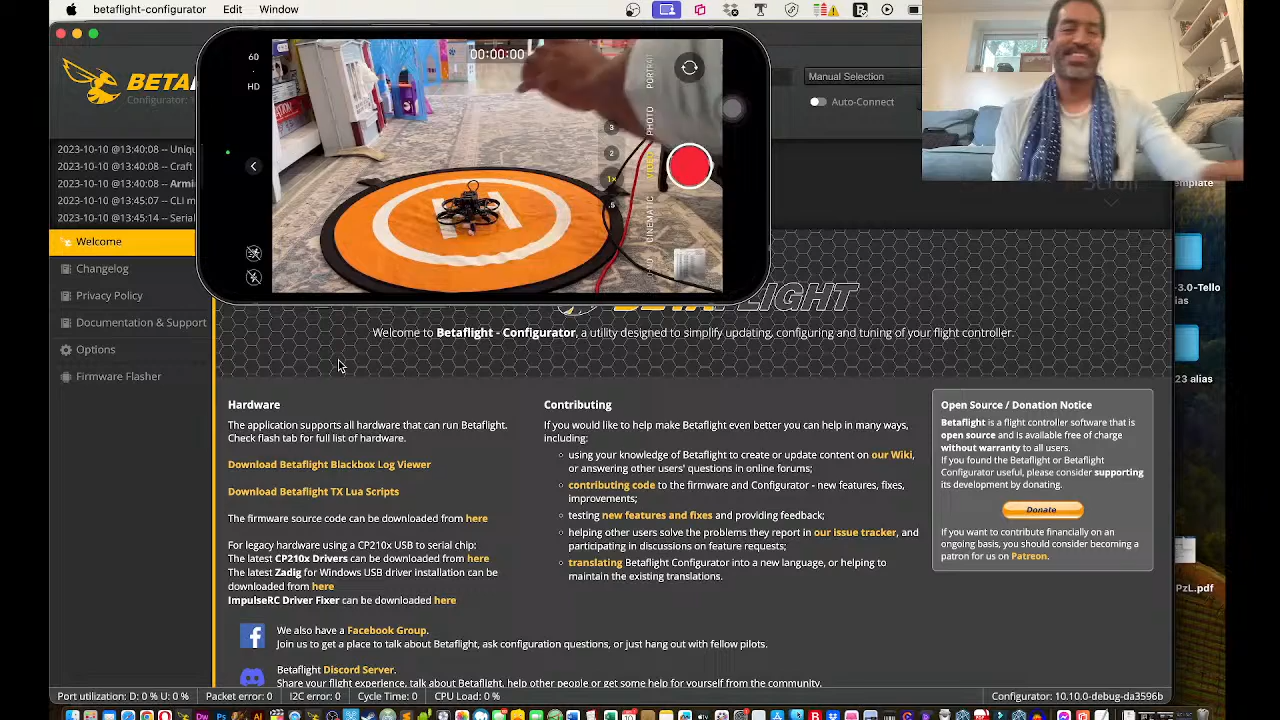 betaflight-configurator Edit Window
60
HD
00:00:00
PORTRAIT
PHOTO
VIDEO
CINEMATIC
3
2
1×
.5
H
Manual Selection
Auto-Connect
2023-10-10 @13:40:08 -- Uniqu
2023-10-10 @13:40:08 -- Craft
2023-10-10 @13:40:08 -- Armin
2023-10-10 @13:45:07 -- CLI m
2023-10-10 @13:45:14 -- Serial
Welcome
Changelog
Privacy Policy
Documentation & Support
Options
Firmware Flasher
BETAFLIGHT
Welcome to Betaflight - Configurator, a utility designed to simplify updating, configuring and tuning of your flight controller.
Hardware
The application supports all hardware that can run Betaflight.
Check flash tab for full list of hardware.
Download Betaflight Blackbox Log Viewer
Download Betaflight TX Lua Scripts
The firmware source code can be downloaded from here
For legacy hardware using a CP210x USB to serial chip:
The latest CP210x Drivers can be downloaded from here
The latest Zadig for Windows USB driver installation can be
downloaded from here
ImpulseRC Driver Fixer can be downloaded here
We also have a Facebook Group.
Join us to get a place to talk about Betaflight, ask configuration questions, or just hang out with fellow pilots.
Betaflight Discord Server.
Share your flight experience, talk about Betaflight, help other people or get some help for yourself from the community.
Contributing
If you would like to help make Betaflight even better you can help in many ways,
including:
using your knowledge of Betaflight to create or update content on our Wiki,
or answering other users' questions in online forums;
contributing code to the firmware and Configurator - new features, fixes,
improvements;
testing new features and fixes and providing feedback;
helping other users solve the problems they report in our issue tracker, and
participating in discussions on feature requests;
translating Betaflight Configurator into a new language, or helping to
maintain the existing translations.
Open Source / Donation Notice
Betaflight is a flight controller software that is
open source and is available free of charge
without warranty to all users.
If you found the Betaflight or Betaflight
Configurator useful, please consider supporting
its development by donating.
Donate
If you want to contribute financially on an
ongoing basis, you should consider becoming a
patron for us on Patreon.
template
-3.0-Tello
alias
23 alias
PzL.pdf
Port utilization: D: 0 % U: 0 % Packet error: 0 I2C error: 0 Cycle Time: 0 CPU Load: 0 %
Configurator: 10.10.0-debug-da3596b